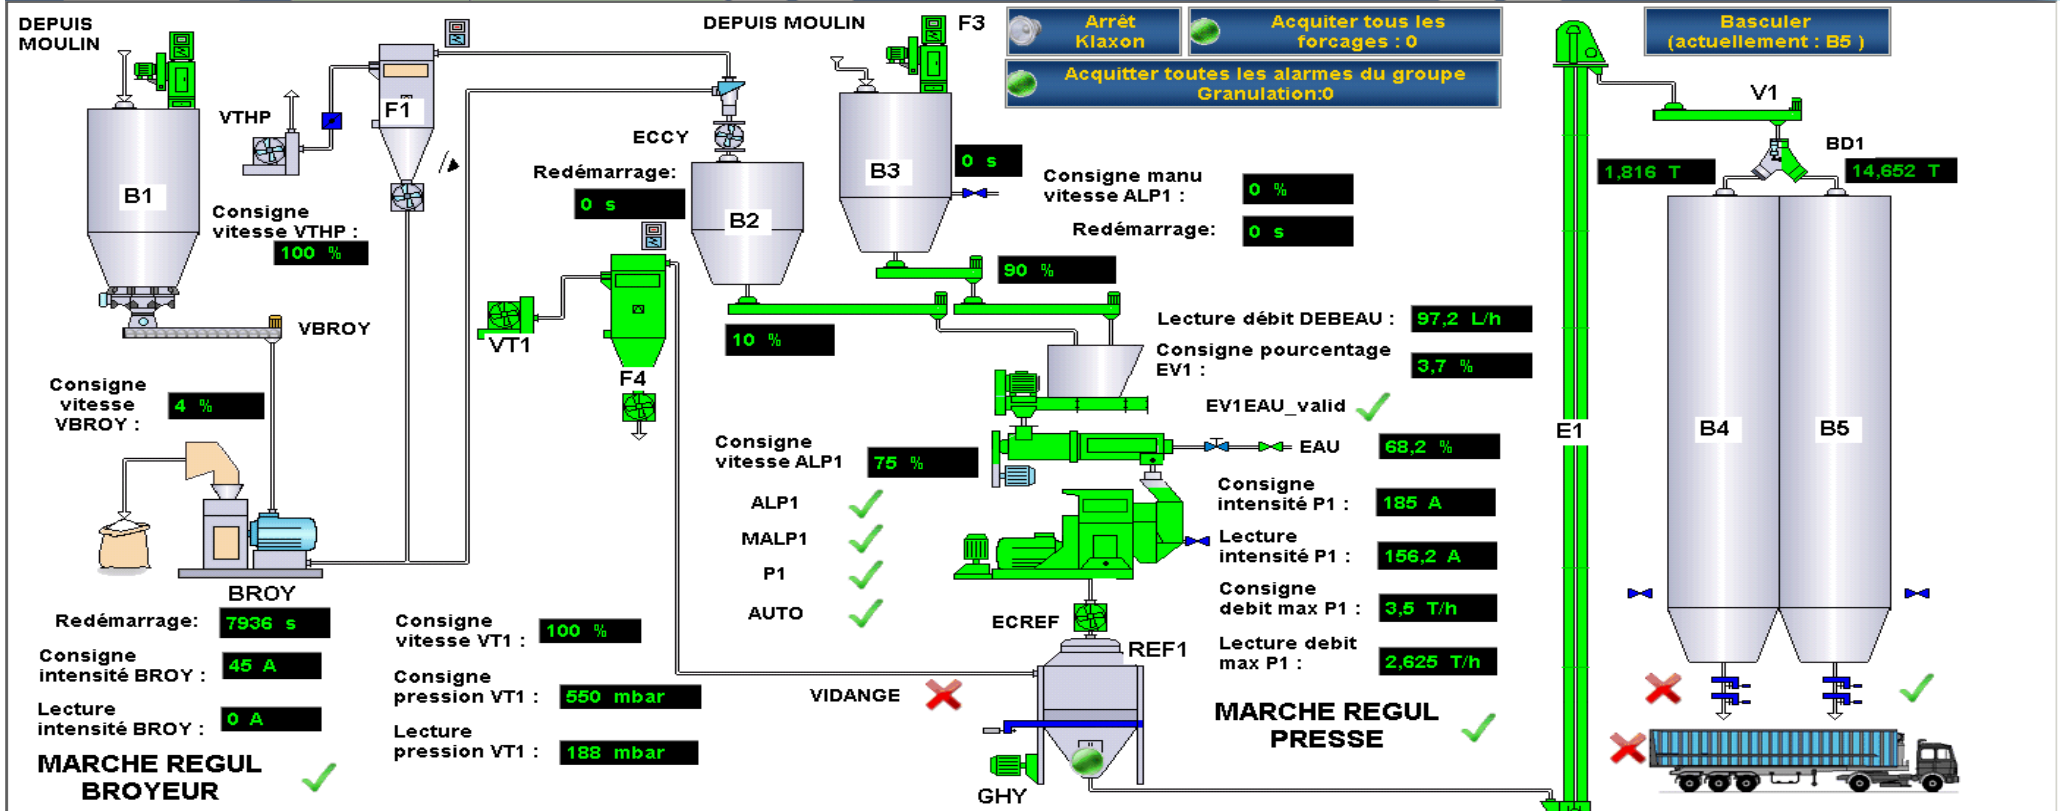 DEPUIS
MOULIN
B1
VTHP
F1
Consigne
vitesse VTHP :
100 %
VBROY
Consigne
vitesse
VBROY :
4 %
BROY
Redémarrage:
7936 s
Consigne
intensité BROY :
45 A
Lecture
intensité BROY :
0 A
MARCHE REGUL
BROYEUR
DEPUIS MOULIN
F3
ECCY
Redémarrage:
0 s
B2
B3
0 s
VT1
F4
10 %
90 %
Consigne
vitesse VT1 :
100 %
Consigne
pression VT1 :
550 mbar
Lecture
pression VT1 :
188 mbar
Consigne
vitesse ALP1
75 %
ALP1
MALP1
P1
AUTO
VIDANGE
ECREF
REF1
GHY
Arrêt
Klaxon
Acquiter tous les
forcages : 0
Acquitter toutes les alarmes du groupe
Granulation:0
Consigne manu
vitesse ALP1 :
0 %
Redémarrage:
0 s
Lecture débit DEBEAU :
97,2 L/h
Consigne pourcentage
EV1 :
3,7 %
EV1EAU_valid
EAU
68,2 %
Consigne
intensité P1 :
185 A
Lecture
intensité P1 :
156,2 A
Consigne
debit max P1 :
3,5 T/h
Lecture debit
max P1 :
2,625 T/h
MARCHE REGUL
PRESSE
E1
Basculer
(actuellement : B5 )
V1
BD1
1,816 T
14,652 T
B4
B5